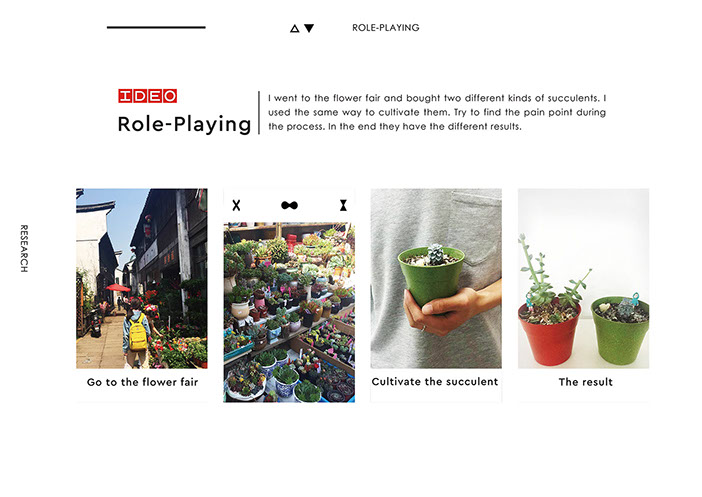 ROLE-PLAYING
IDEO
Role-Playing
I went to the flower fair and bought two different kinds of succulents. I
used the same way to cultivate them. Try to find the pain point during
the process. In the end they have the different results.
RESEARCH
Go to the flower fair
Cultivate the succulent
The result